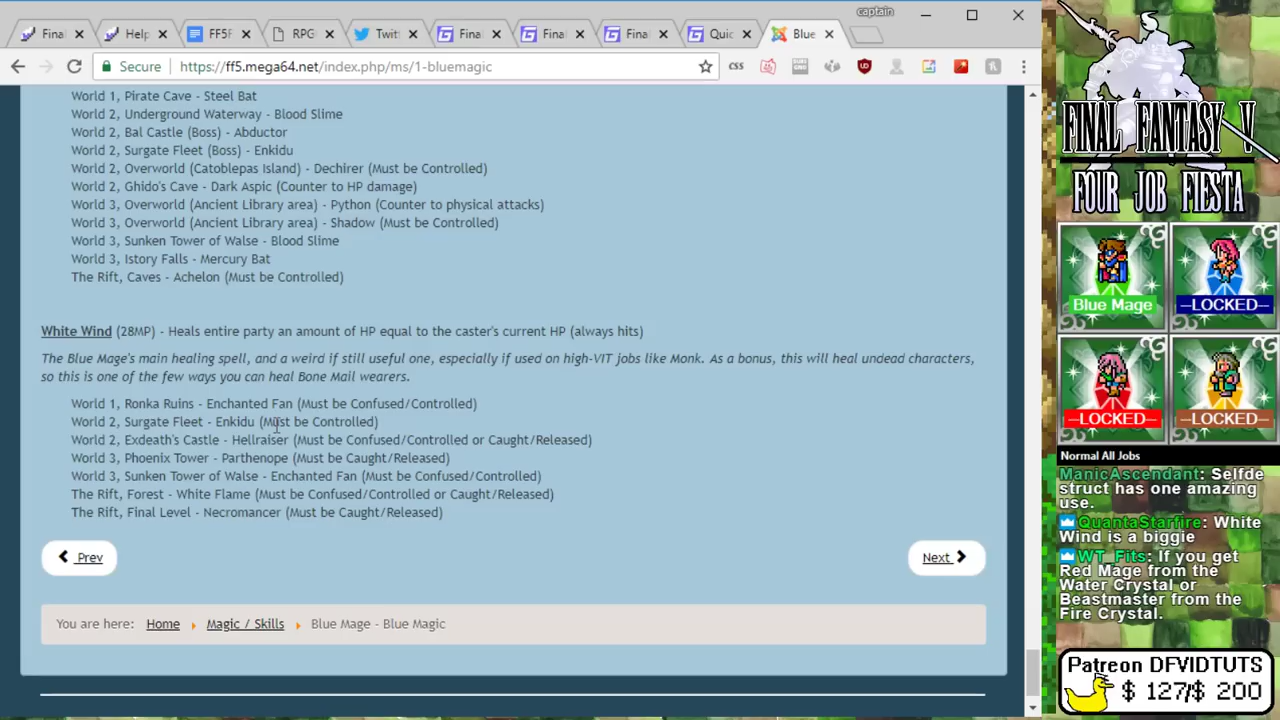 captain
Final
Help
FF5F
RPG
Twitt
Final
Final
Final
Quic
Blue
Secure
https://ff5.mega64.net/index.php/ms/1-bluemagic
CSS
World 1, Pirate Cave - Steel Bat
World 2, Underground Waterway - Blood Slime
World 2, Bal Castle (Boss) - Abductor
World 2, Surgate Fleet (Boss) - Enkidu
World 2, Overworld (Catoblepas Island) - Dechirer (Must be Controlled)
World 2, Ghido's Cave - Dark Aspic (Counter to HP damage)
World 3, Overworld (Ancient Library area) - Python (Counter to physical attacks)
World 3, Overworld (Ancient Library area) - Shadow (Must be Controlled)
World 3, Sunken Tower of Walse - Blood Slime
World 3, Istory Falls - Mercury Bat
The Rift, Caves - Achelon (Must be Controlled)
White Wind (28MP) - Heals entire party an amount of HP equal to the caster's current HP (always hits)
The Blue Mage's main healing spell, and a weird if still useful one, especially if used on high-VIT jobs like Monk. As a bonus, this will heal undead characters,
so this is one of the few ways you can heal Bone Mail wearers.
World 1, Ronka Ruins - Enchanted Fan (Must be Confused/Controlled)
World 2, Surgate Fleet - Enkidu (Must be Controlled)
World 2, Exdeath's Castle - Hellraiser (Must be Confused/Controlled or Caught/Released)
World 3, Phoenix Tower - Parthenope (Must be Caught/Released)
World 3, Sunken Tower of Walse - Enchanted Fan (Must be Confused/Controlled)
The Rift, Forest - White Flame (Must be Confused/Controlled or Caught/Released)
The Rift, Final Level - Necromancer (Must be Caught/Released)
Prev
Next
You are here: Home Magic / Skills Blue Mage - Blue Magic
FINAL FANTASY V
FOUR JOB FIESTA
Blue Mage
-LOCKED-
-LOCKED-
-LOCKED-
Normal All Jobs
ManicAscendant: Selfde
struct has one amazing
use.
QuantaStarfire: White
Wind is a biggie
WT_Fits: If you get
Red Mage from the
Water Crystal or
Beastmaster from the
Fire Crystal.
Patreon DFVIDTUTS
$ 127/$ 200